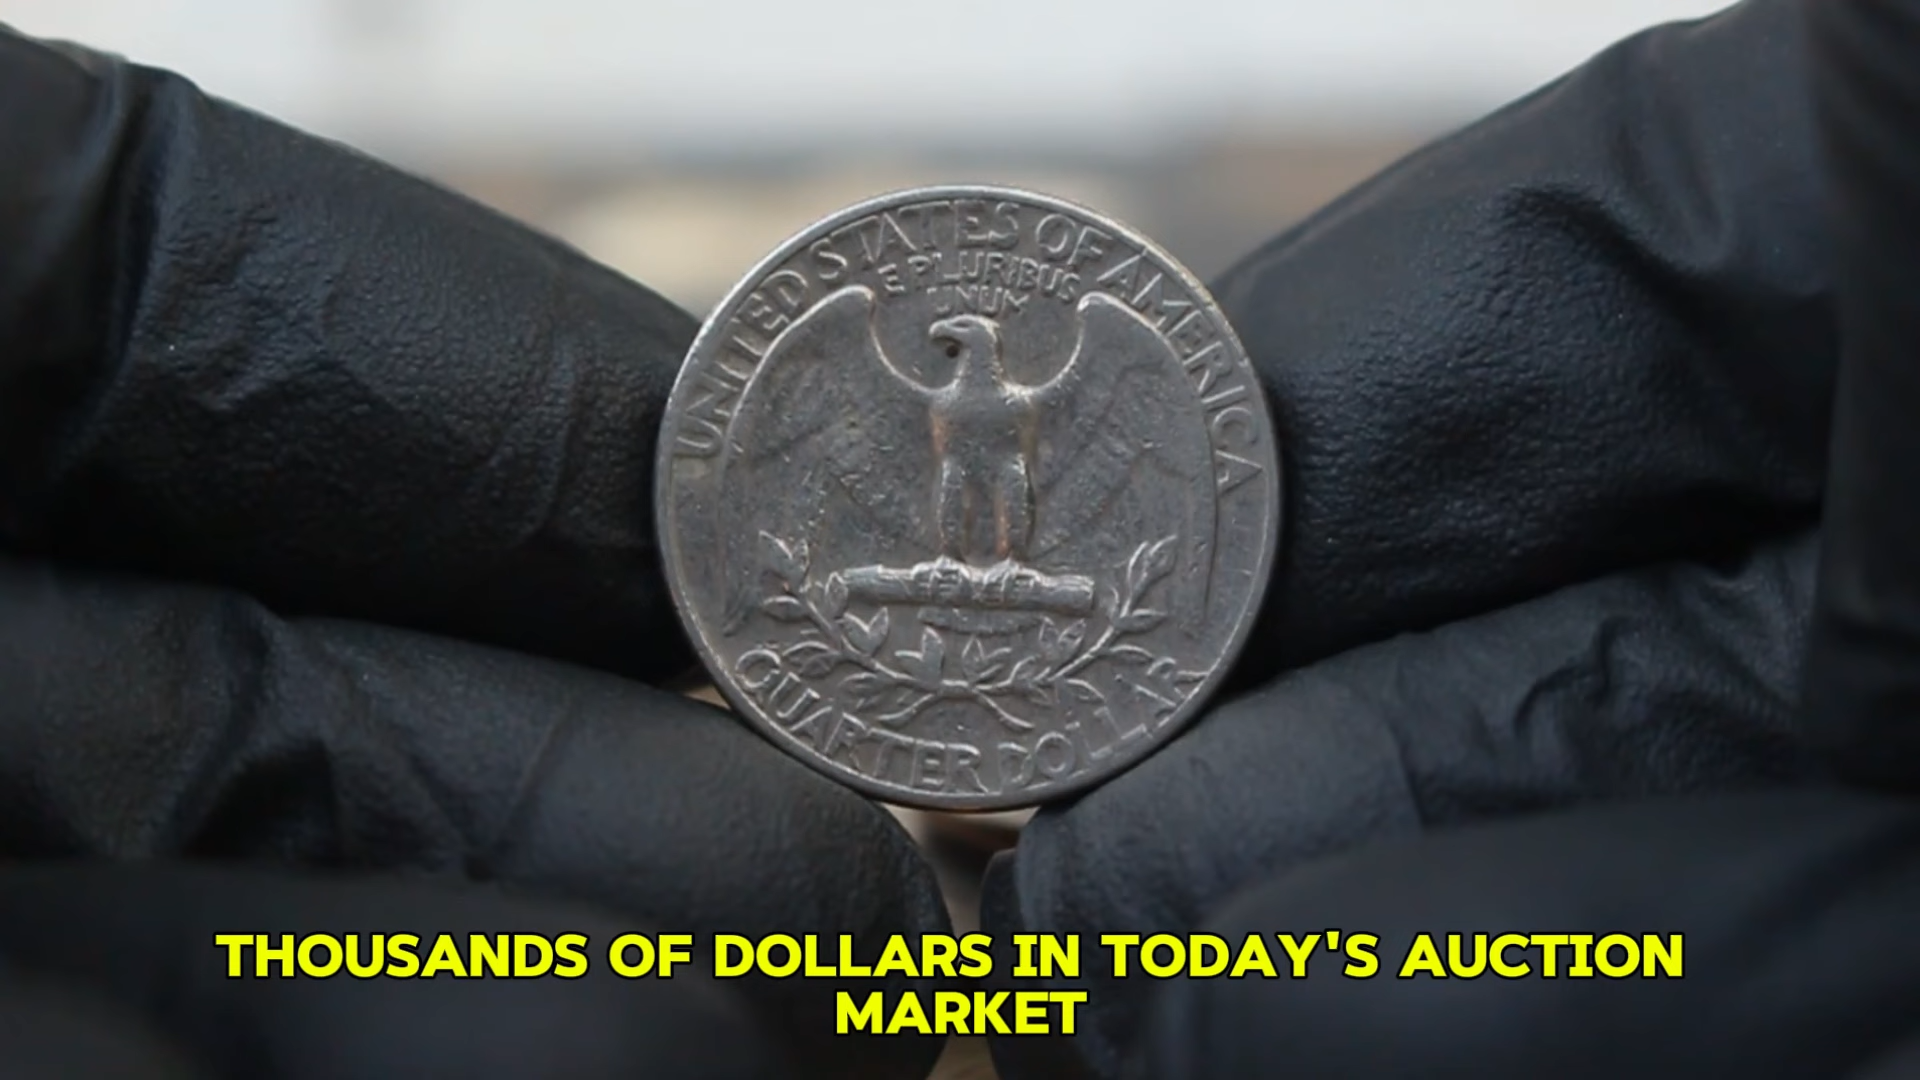 UNITED STATES OF AMERICA
E PLURIBUS
UNUM
QUARTER DOLLAR
THOUSANDS OF DOLLARS IN TODAY'S AUCTION
MARKET